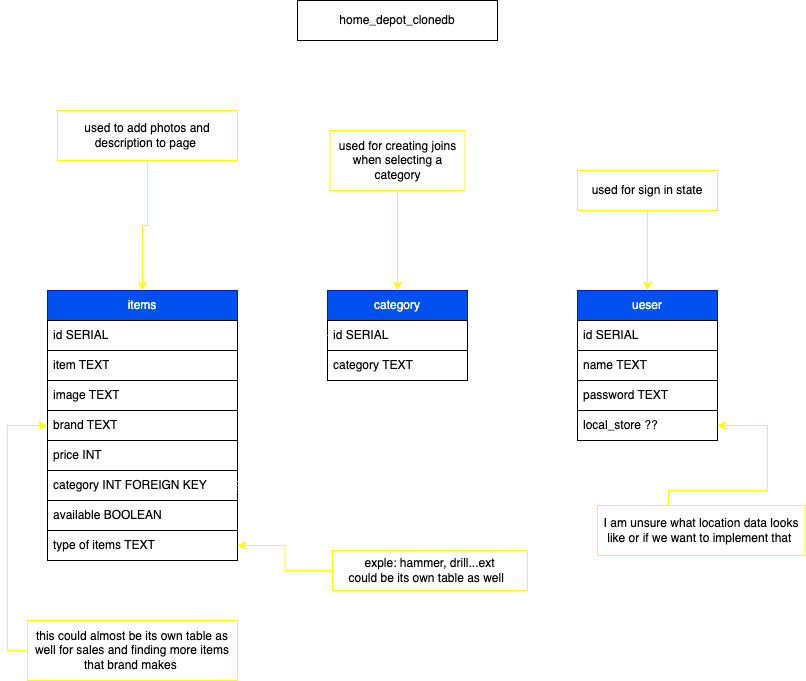 home_depot_clonedb
used to add photos and
description to page
used for creating joins
when selecting a
category
used for sign in state
items
id SERIAL
item TEXT
image TEXT
brand TEXT
price INT
category INT FOREIGN KEY
available BOOLEAN
type of items TEXT
category
id SERIAL
category TEXT
ueser
id SERIAL
name TEXT
password TEXT
local_store ??
I am unsure what location data looks
like or if we want to implement that
exple: hammer, drill...ext
could be its own table as well
this could almost be its own table as
well for sales and finding more items
that brand makes